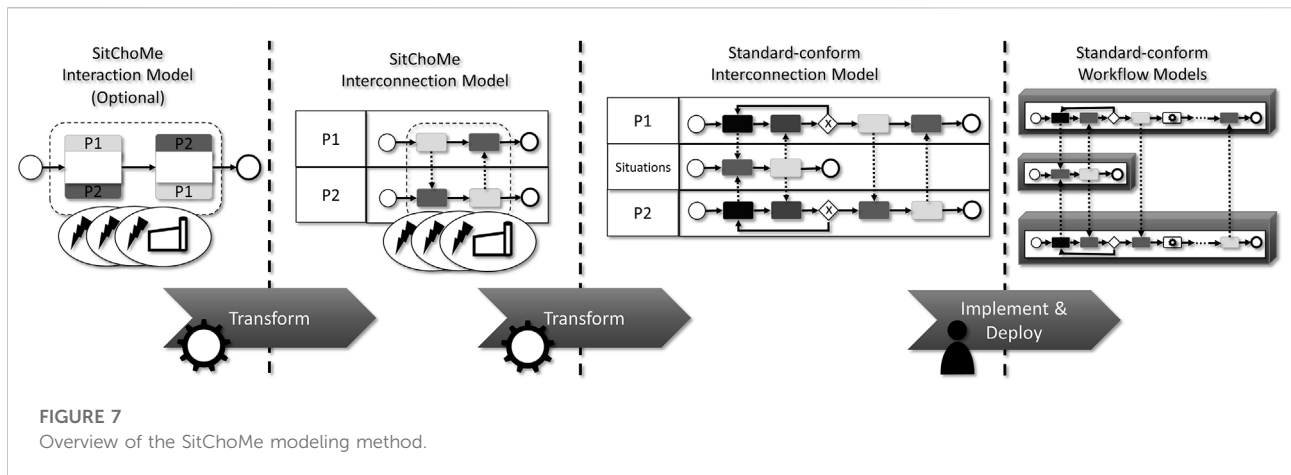 SitChoMe
Interaction Model
(Optional)
P1
P2
P2
P1
Transform
SitChoMe
Interconnection Model
P1
P2
Transform
Standard-conform
Interconnection Model
P1
X
Situations
P2
X
Implement &
Deploy
Standard-conform
Workflow Models
FIGURE 7
Overview of the SitChoMe modeling method.